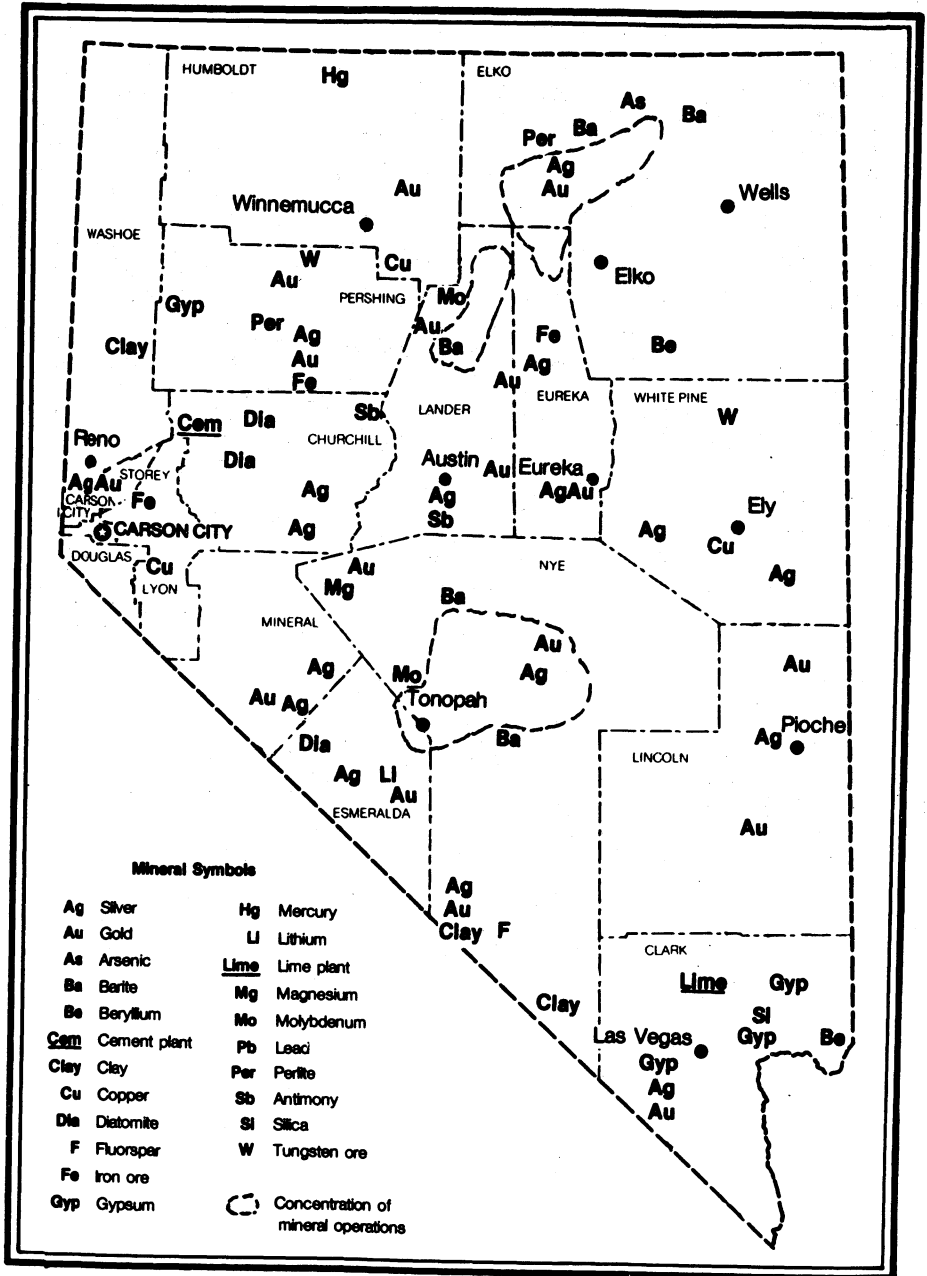 HUMBOLDT
Hg
ELKO
As
Ba
Ba
Per
Ag
Au
Au
Wells
Winnemucca
WASHOE
W
Cu
Au
Elko
PERSHING
Mo
Gyp
Per
Ag
Au
Fe
Clay
Au
Ba
Be
Au
Ag
Fe
Au
EUREKA
WHITE PINE
Cem
Dia
Sb
LANDER
W
CHURCHILL
Reno
Dia
Austin
Au
Eureka
STOREY
AgAu
Ag
Ag
AgAu
CARSON
CITY
Fe
Sb
Ely
CARSON CITY
Ag
Ag
Cu
DOUGLAS
Cu
Au
NYE
Ag
LYON
Mg
Ba
MINERAL
Au
Ag
Mo
Ag
Au
Au
Ag
Tonopah
Pioche
Dia
Ba
Ag
LINCOLN
Ag
Li
Au
ESMERALDA
Au
Ag
Au
Clay F
CLARK
Lime
Gyp
Clay
Si
Las Vegas
Gyp
Be
Gyp
Ag
Au
Mineral Symbols
Ag Silver
Au Gold
As Arsenic
Ba Barite
Be Beryllium
Cem Cement plant
Clay Clay
Cu Copper
Dia Diatomite
F Fluorspar
Fe Iron ore
Gyp Gypsum
Hg Mercury
Li Lithium
Lime Lime plant
Mg Magnesium
Mo Molybdenum
Pb Lead
Per Perlite
Sb Antimony
Si Silica
W Tungsten ore
Concentration of
mineral operations